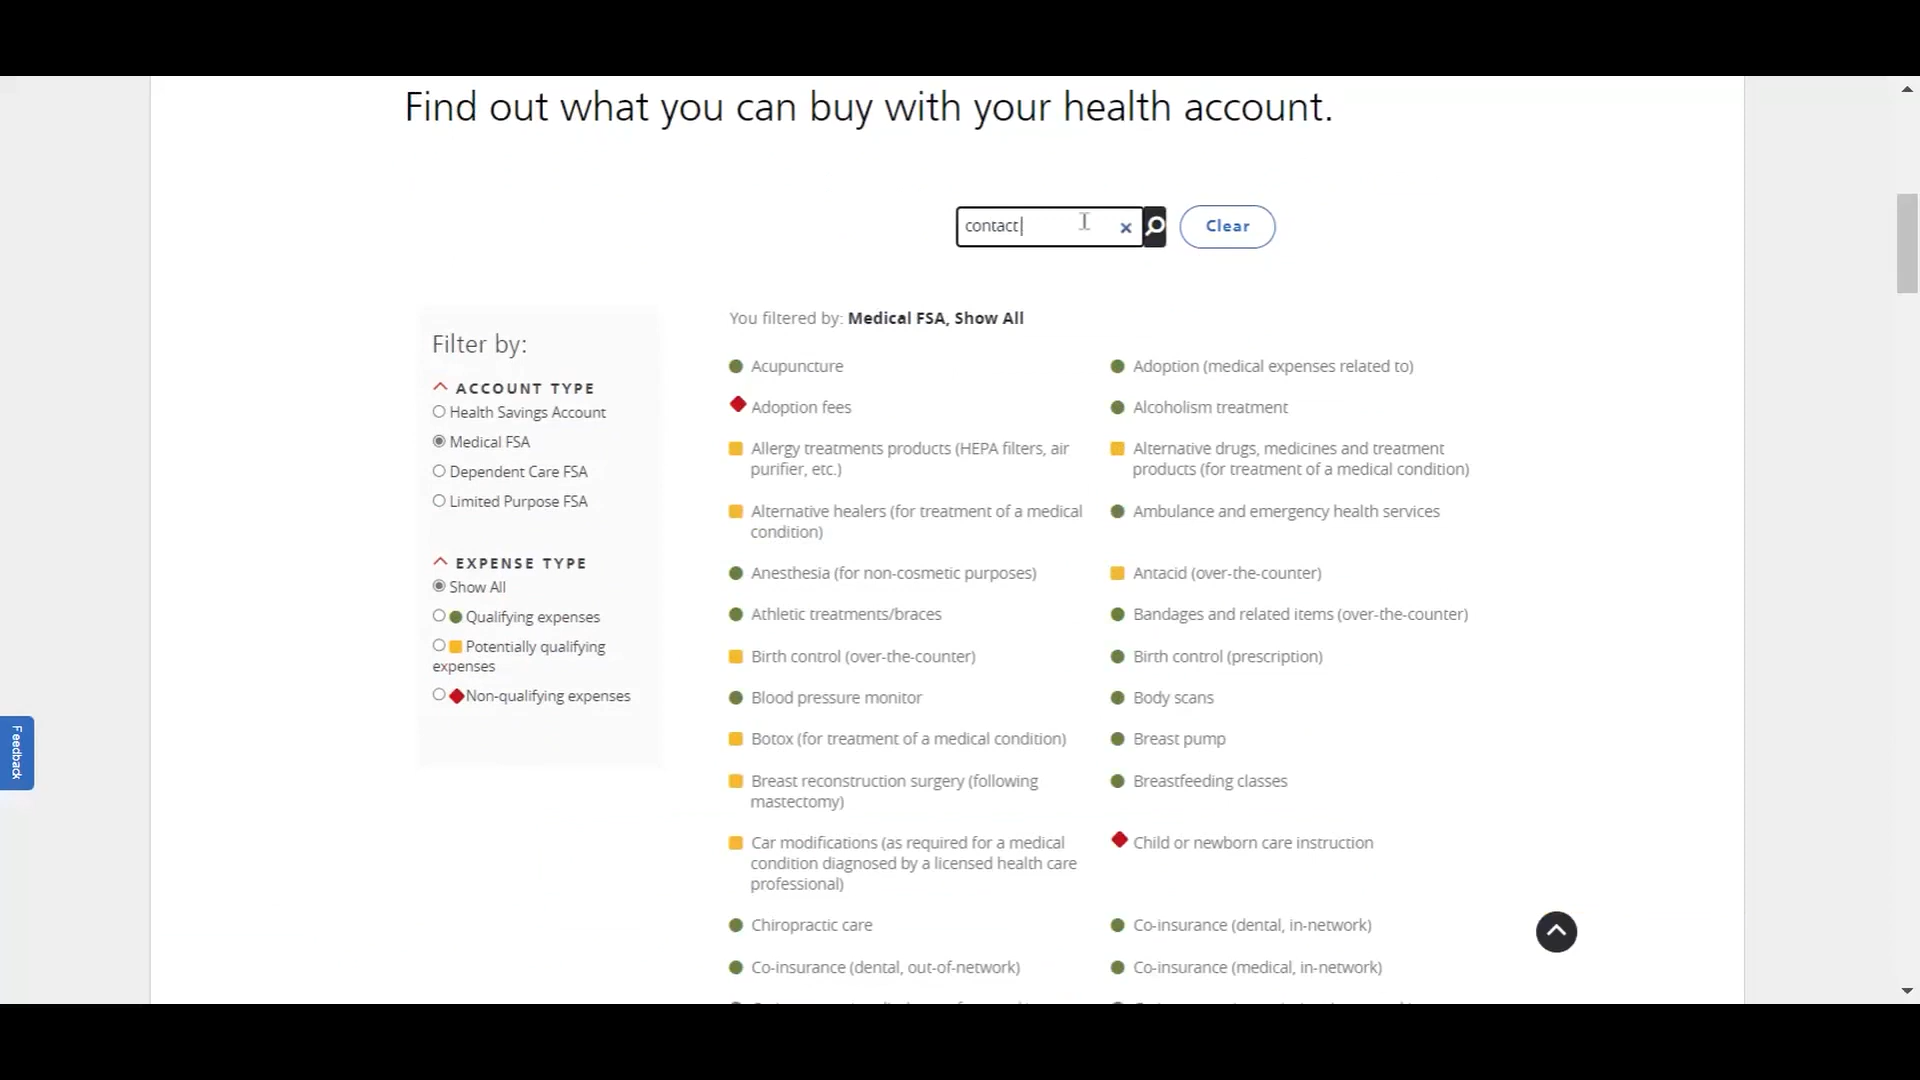 Find out what you can buy with your health account.
contact
Clear
Filter by:
ACCOUNT TYPE
Health Savings Account
Medical FSA
Dependent Care FSA
Limited Purpose FSA
EXPENSE TYPE
Show All
Qualifying expenses
Potentially qualifying
expenses
Non-qualifying expenses
Feedback
You filtered by: Medical FSA, Show All
Acupuncture
Adoption (medical expenses related to)
Adoption fees
Alcoholism treatment
Allergy treatments products (HEPA filters, air
purifier, etc.)
Alternative drugs, medicines and treatment
products (for treatment of a medical condition)
Alternative healers (for treatment of a medical
condition)
Ambulance and emergency health services
Anesthesia (for non-cosmetic purposes)
Antacid (over-the-counter)
Athletic treatments/braces
Bandages and related items (over-the-counter)
Birth control (over-the-counter)
Birth control (prescription)
Blood pressure monitor
Body scans
Botox (for treatment of a medical condition)
Breast pump
Breast reconstruction surgery (following
mastectomy)
Breastfeeding classes
Car modifications (as required for a medical
condition diagnosed by a licensed health care
professional)
Child or newborn care instruction
Chiropractic care
Co-insurance (dental, in-network)
Co-insurance (dental, out-of-network)
Co-insurance (medical, in-network)